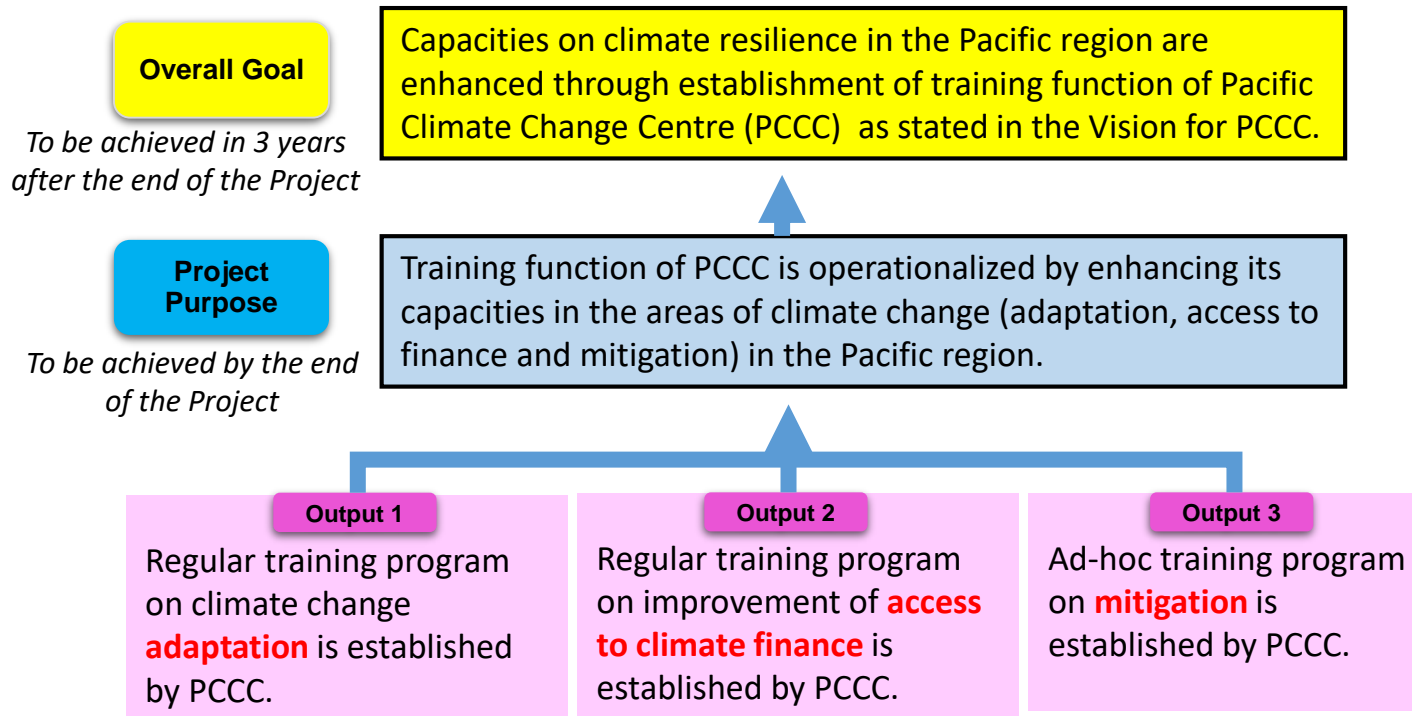 Overall Goal
To be achieved in 3 years
after the end of the Project
Capacities on climate resilience in the Pacific region are
enhanced through establishment of training function of Pacific
Climate Change Centre (PCCC) as stated in the Vision for PCCC.
Project
Purpose
To be achieved by the end
of the Project
Training function of PCCC is operationalized by enhancing its
capacities in the areas of climate change (adaptation, access to
finance and mitigation) in the Pacific region.
Output 1
Regular training program
on climate change
adaptation is established
by PCCC.
Output 2
Regular training program
on improvement of access
to climate finance is
established by PCCC.
Output 3
Ad-hoc training program
on mitigation is
established by PCCC.